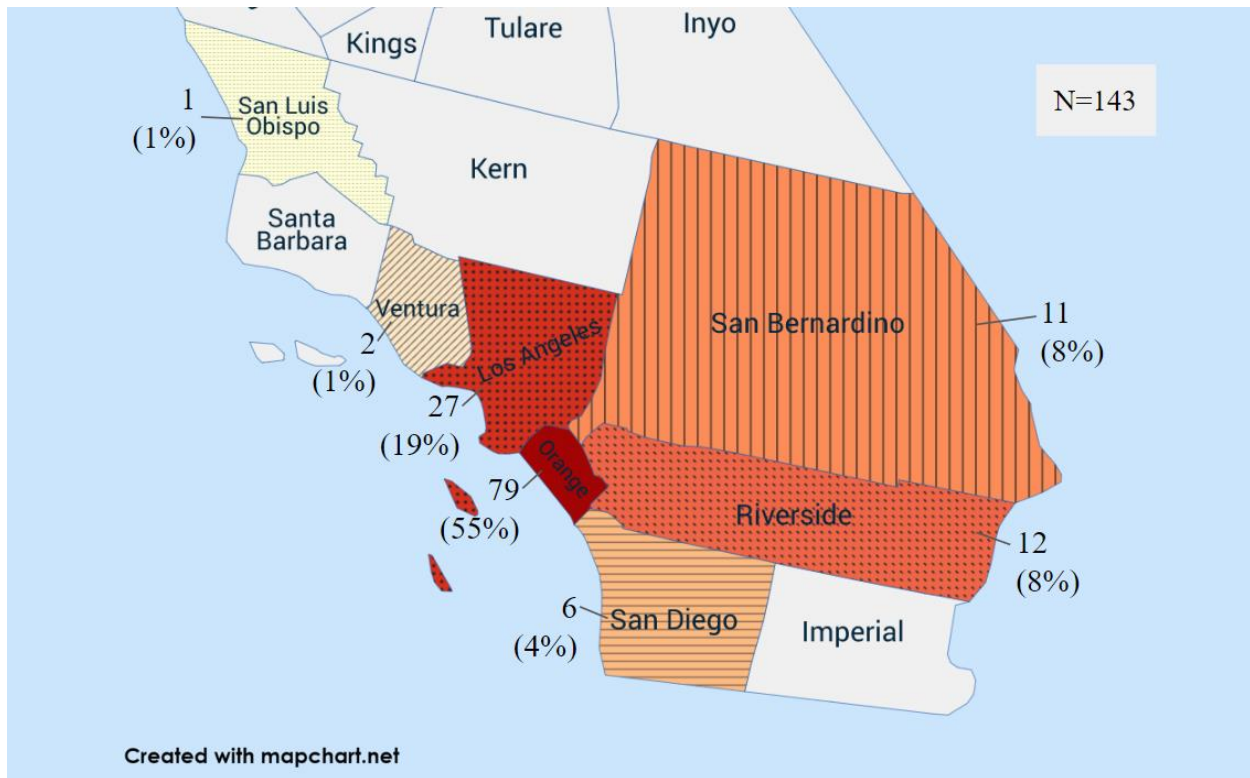 Kings
Tulare
Inyo
N=143
1
(1%)
San Luis
Obispo
Kern
Santa
Barbara
Ventura
2
(1%)
Los Angeles
27
(19%)
San Bernardino
11
(8%)
Orange
79
(55%)
Riverside
12
(8%)
San Diego
6
(4%)
Imperial
Created with mapchart.net